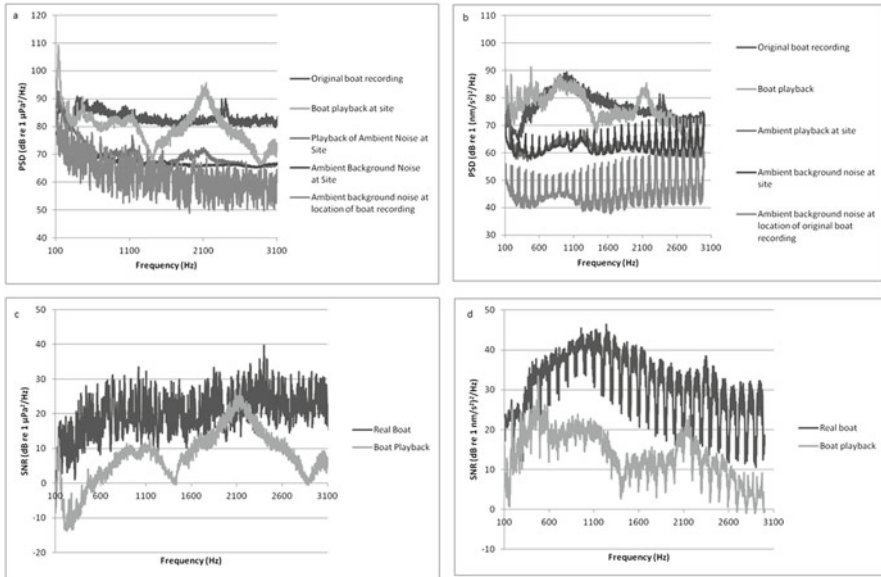 a
110
100
90
80
70
60
50
40
PSD (dB re 1 µPa²/Hz)
100 1100 2100 3100
Frequency (Hz)
Original boat recording
Boat playback at site
Playback of Ambient Noise at
Site
Ambient Background Noise
at Site
Ambient background noise at
location of boat recording
b
110
100
90
80
70
60
50
40
30
PSD (dB re 1 (nm/s²)²/Hz)
100 600 1100 1600 2100 2600 3100
Frequency (Hz)
Original boat recording
Boat playback
Ambient playback at site
Ambient background noise at
site
Ambient background noise at
location of original boat
recording
c
50
40
30
20
10
0
-10
-20
SNR (dB re 1 µPa²/Hz)
100 600 1100 1600 2100 2600 3100
Frequency (Hz)
Real Boat
Boat Playback
d
50
40
30
20
10
0
-10
SNR (dB re 1 nm/s²)²/Hz)
100 600 1100 1600 2100 2600 3100
Frequency (Hz)
Real boat
Boat playback